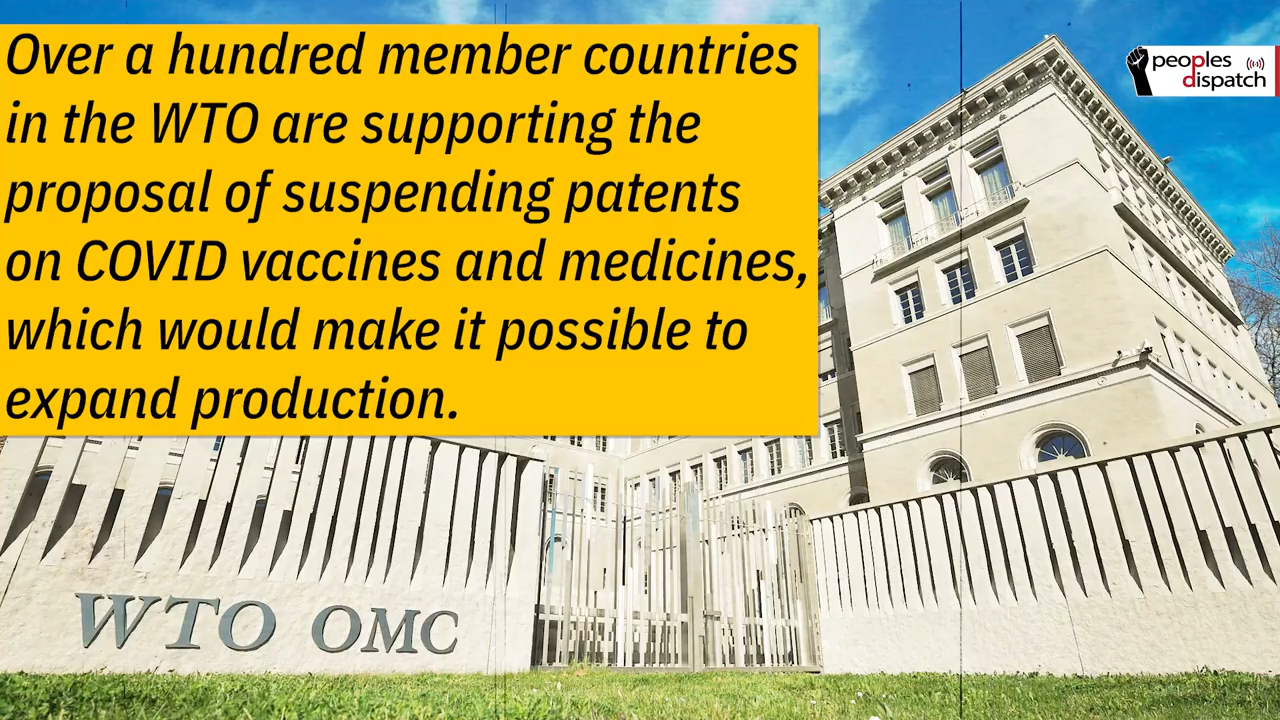 Over a hundred member countries
in the WTO are supporting the
proposal of suspending patents
on COVID vaccines and medicines,
which would make it possible to
expand production.
peoples
dispatch
WTO OMC